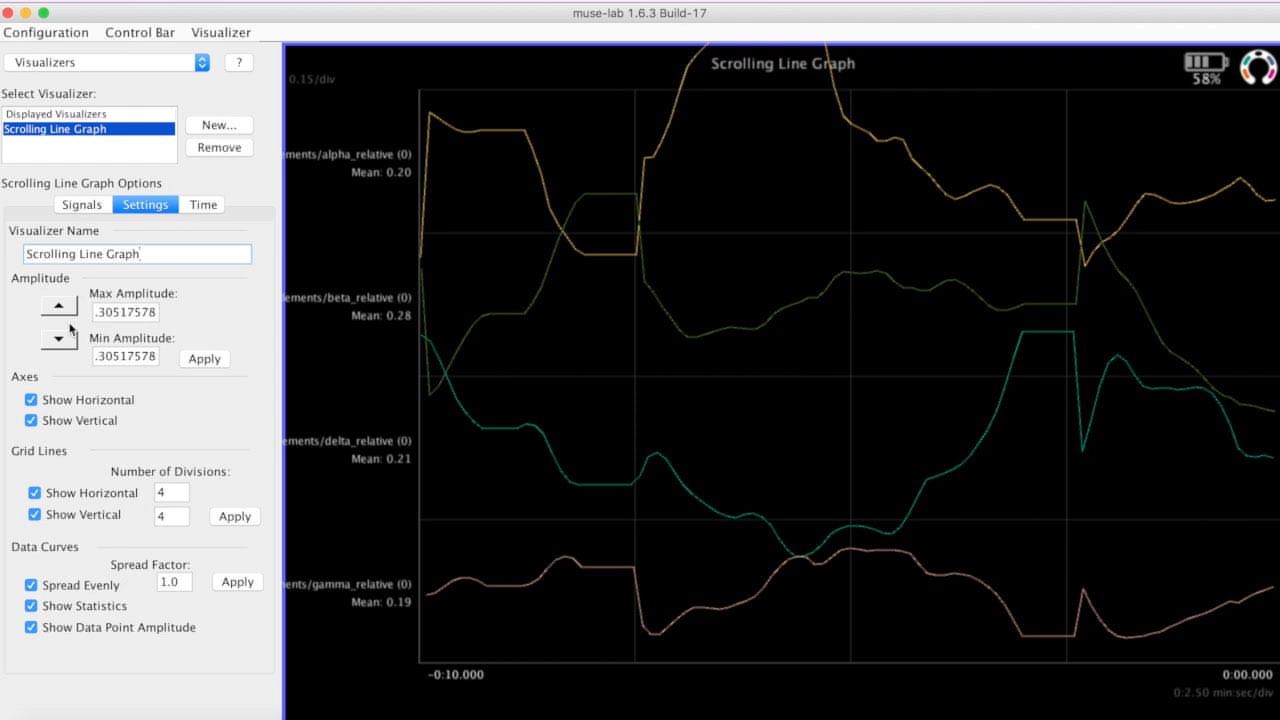 muse-lab 1.6.3 Build-17
Configuration Control Bar Visualizer
Visualizers ?
Select Visualizer:
Displayed Visualizers
Scrolling Line Graph
New...
Remove
Scrolling Line Graph Options
Signals Settings Time
Visualizer Name
Scrolling Line Graph
Amplitude
Max Amplitude:
.30517578
Min Amplitude:
.30517578 Apply
Axes
Show Horizontal
Show Vertical
Grid Lines
Number of Divisions:
Show Horizontal 4
Show Vertical 4 Apply
Data Curves
Spread Factor:
Spread Evenly 1.0 Apply
Show Statistics
Show Data Point Amplitude
Scrolling Line Graph
58%
0.15/div
ements/alpha_relative (0)
Mean: 0.20
lements/beta_relative (0)
Mean: 0.28
ements/delta_relative (0)
Mean: 0.21
ents/gamma_relative (0)
Mean: 0.19
-0:10.000 0:00.000
0:2.50 min:sec/div